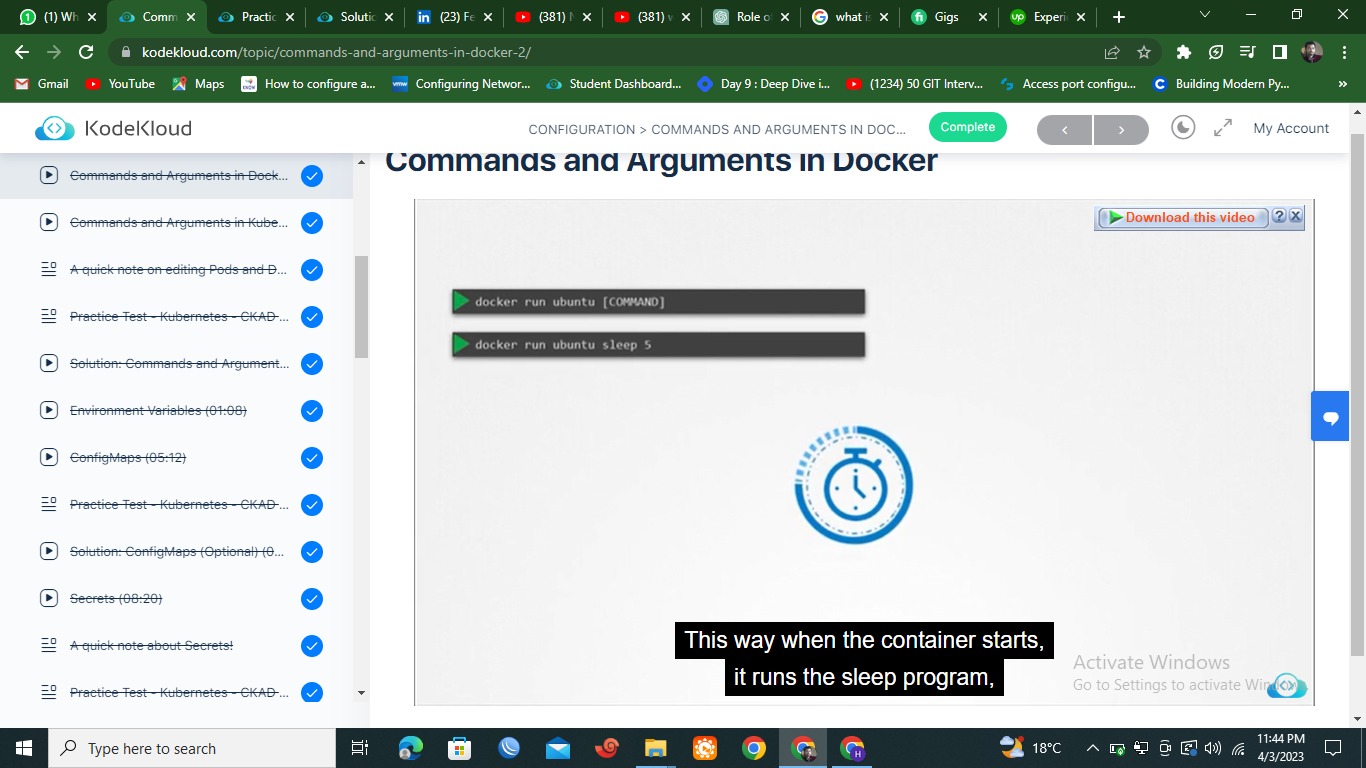 (1) Wh
Comm
Practic
Solutio
(23) Fe
(381) N
(381) w
Role of
what is
Gigs
Experi
kodekloud.com/topic/commands-and-arguments-in-docker-2/
Gmail
YouTube
Maps
How to configure a...
Configuring Networ...
Student Dashboard...
Day 9 : Deep Dive i...
(1234) 50 GIT Interv...
Access port configu...
Building Modern Py...
»
KodeKloud
CONFIGURATION > COMMANDS AND ARGUMENTS IN DOC...
Complete
My Account
Commands and Arguments in Dock...
Commands and Arguments in Kube...
A quick note on editing Pods and D...
Practice Test - Kubernetes - CKAD ...
Solution: Commands and Argument...
Environment Variables (01:08)
ConfigMaps (05:12)
Practice Test - Kubernetes - CKAD ...
Solution: ConfigMaps (Optional) (0...
Secrets (08:20)
A quick note about Secrets!
Practice Test - Kubernetes - CKAD ...
Commands and Arguments in Docker
Download this video
docker run ubuntu [COMMAND]
docker run ubuntu sleep 5
This way when the container starts,
it runs the sleep program,
Activate Windows
Go to Settings to activate Windows.
Type here to search
18°C
11:44 PM
4/3/2023